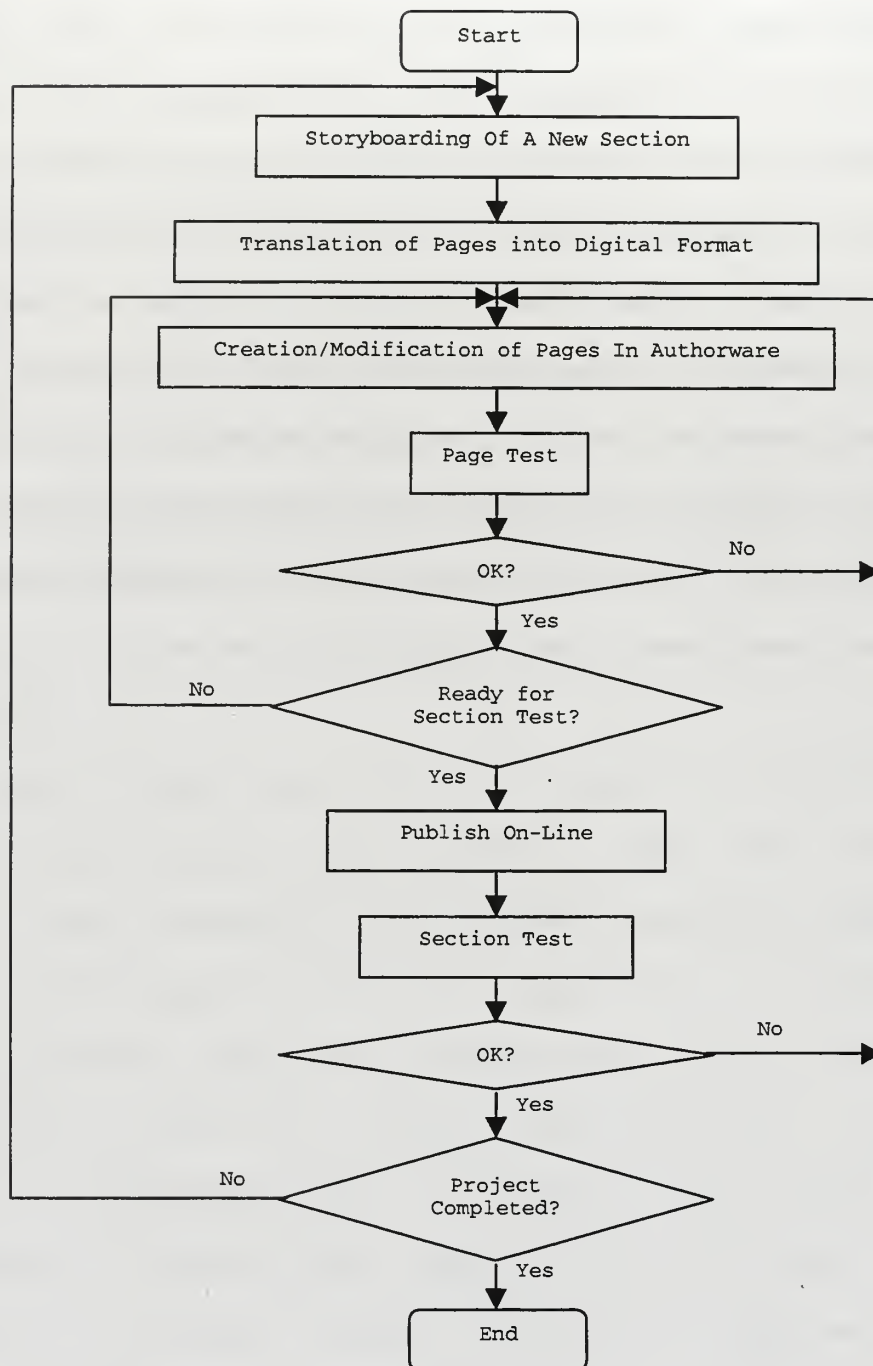 Start
Storyboarding Of A New Section
Translation of Pages into Digital Format
Creation/Modification of Pages In Authorware
Page Test
OK?
No
Yes
No
Ready for
Section Test?
Yes
Publish On-Line
Section Test
OK?
No
Yes
No
Project
Completed?
Yes
End